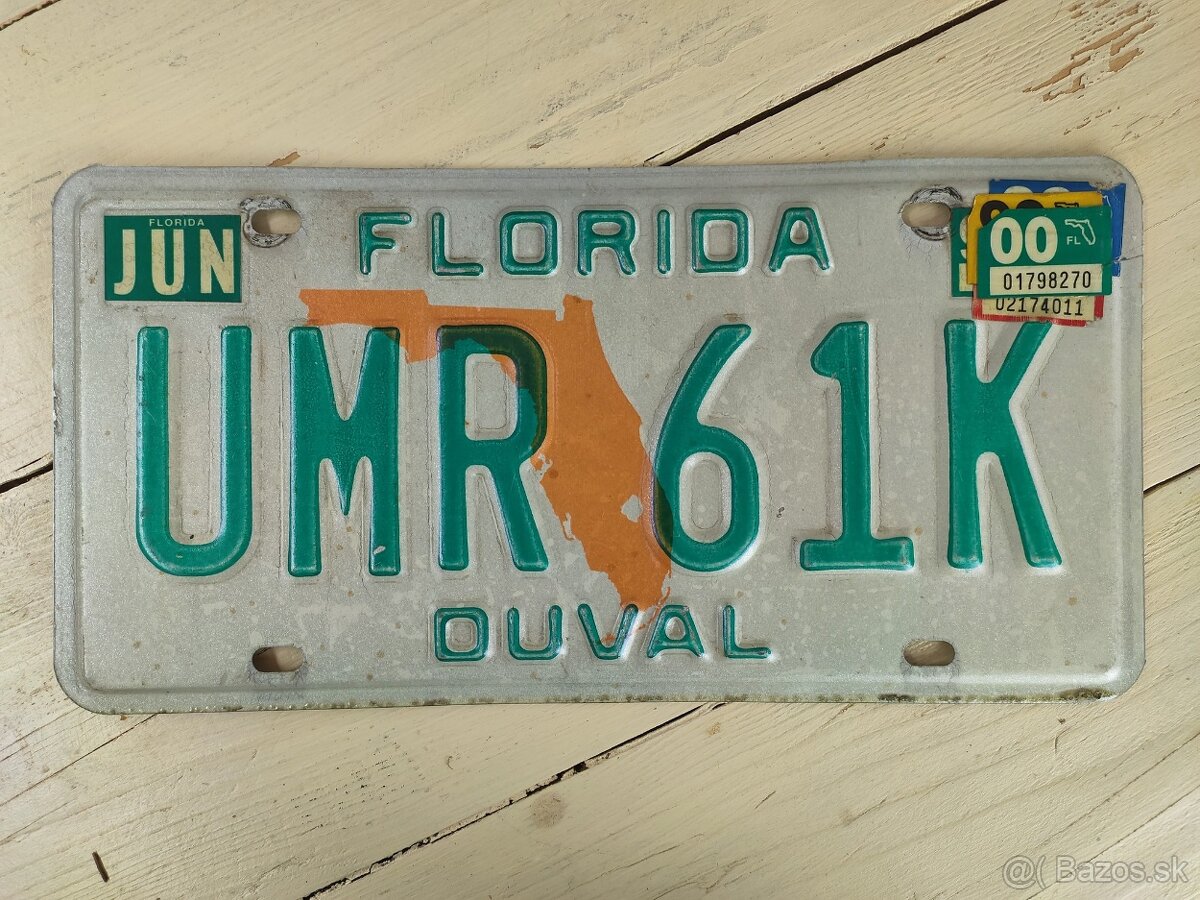 FLORIDA
JUN
FLORIDA
00 FL
01798270
02174011
UMR 61K
DUVAL
@( Bazos.sk